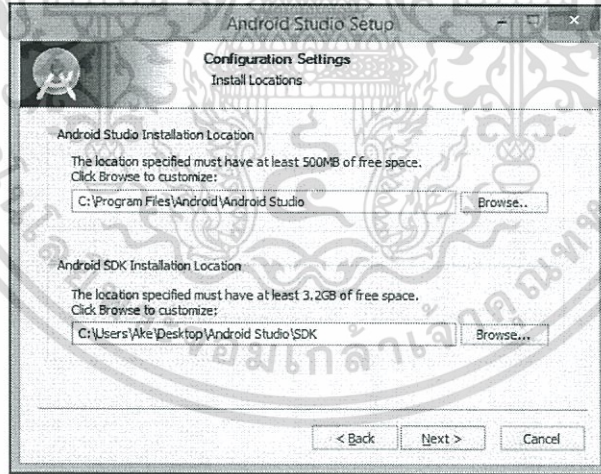 Android Studio Setup
Configuration Settings
Install Locations
Android Studio Installation Location
The location specified must have at least 500MB of free space.
Click Browse to customize:
C:\Program Files\Android\Android Studio
Browse..
Android SDK Installation Location
The location specified must have at least 3.2GB of free space.
Click Browse to customize:
C:\Users\Ake\Desktop\Android Studio\SDK
Browse...
< Back
Next >
Cancel